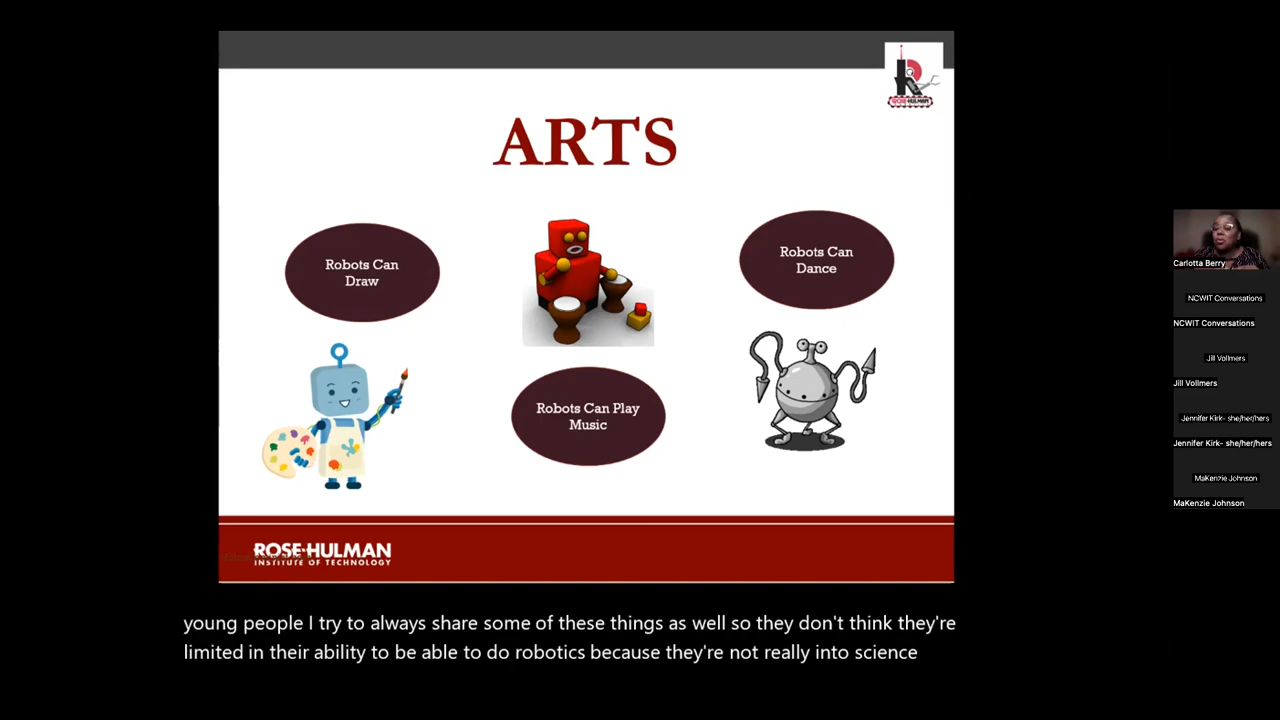 ROSE-HULMAN
ARTS
Robots Can
Draw
Robots Can
Dance
Robots Can Play
Music
ROSE-HULMAN
INSTITUTE OF TECHNOLOGY
young people I try to always share some of these things as well so they don't think they're
limited in their ability to be able to do robotics because they're not really into science
Carlotta Berry
NCWIT Conversations
NCWIT Conversations
Jill Vollmers
Jill Vollmers
Jennifer Kirk- she/her/hers
Jennifer Kirk- she/her/hers
MaKenzie Johnson
MaKenzie Johnson